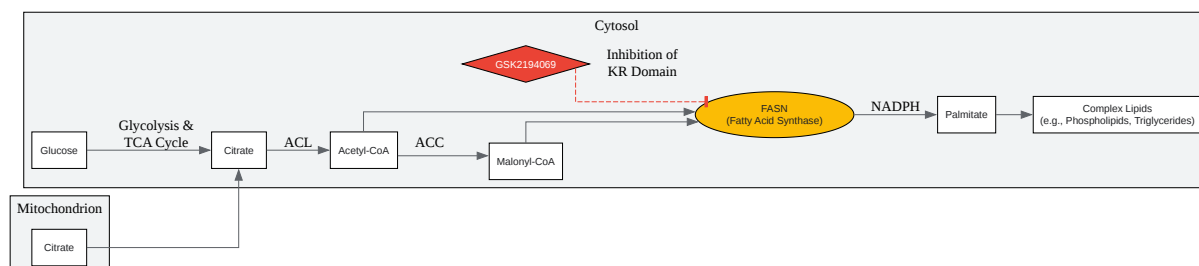 Cytosol
GSK2194069
Inhibition of
KR Domain
FASN
(Fatty Acid Synthase)
NADPH
Palmitate
Complex Lipids
(e.g., Phospholipids, Triglycerides)
Glucose
Glycolysis &
TCA Cycle
Citrate
ACL
Acetyl-CoA
ACC
Malonyl-CoA
Mitochondrion
Citrate